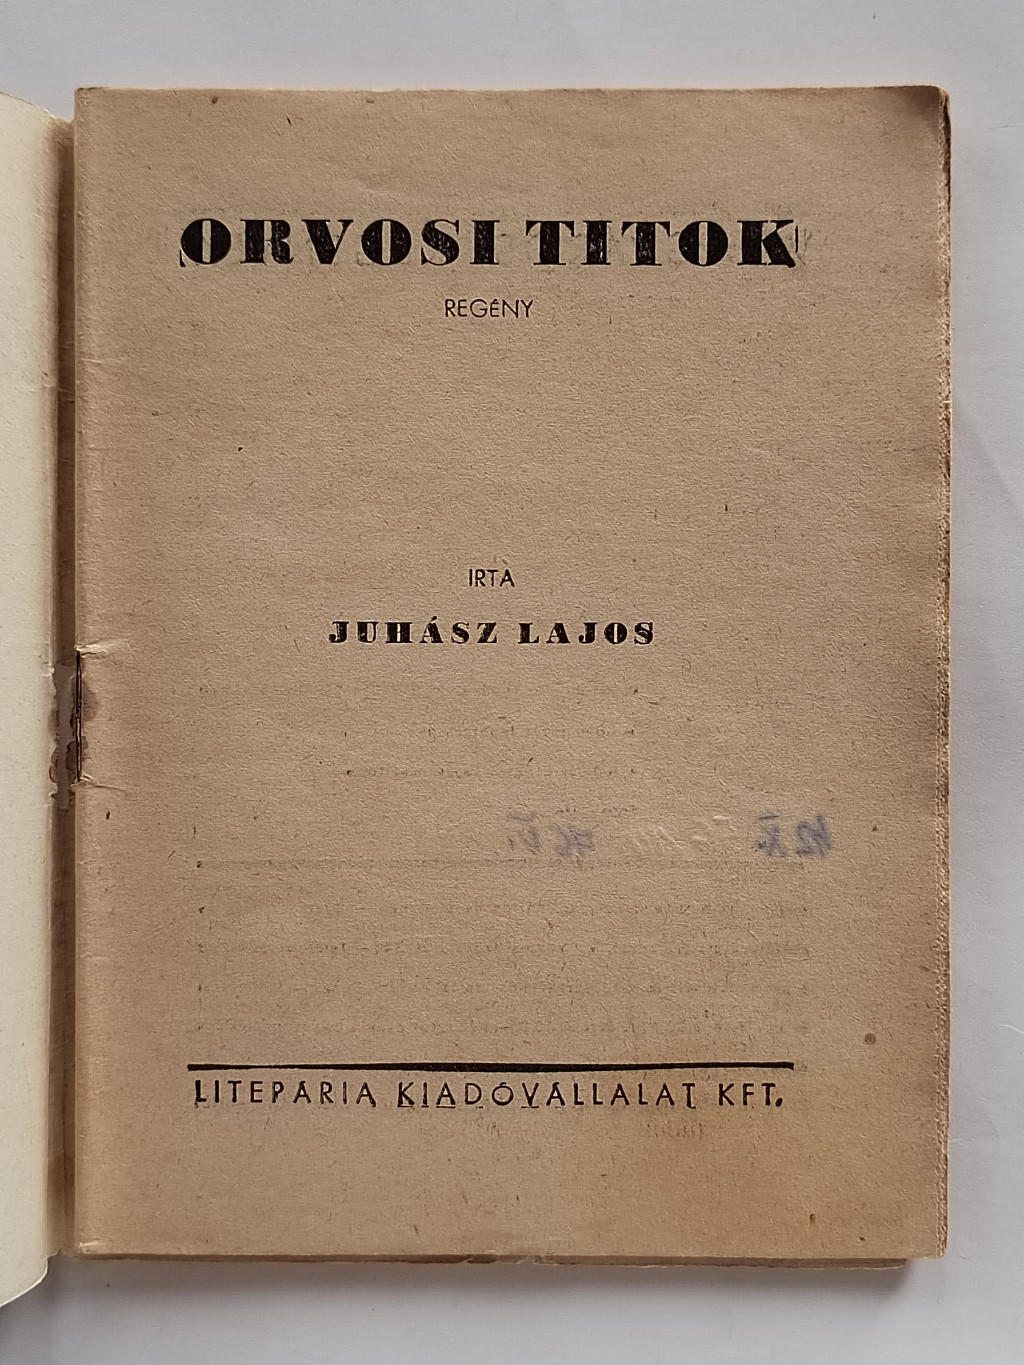 ORVOSI TITOK
REGÉNY
IRTA
JUHÁSZ LAJOS
LITERÁRIA KIADÓVÁLLALAT KFT.